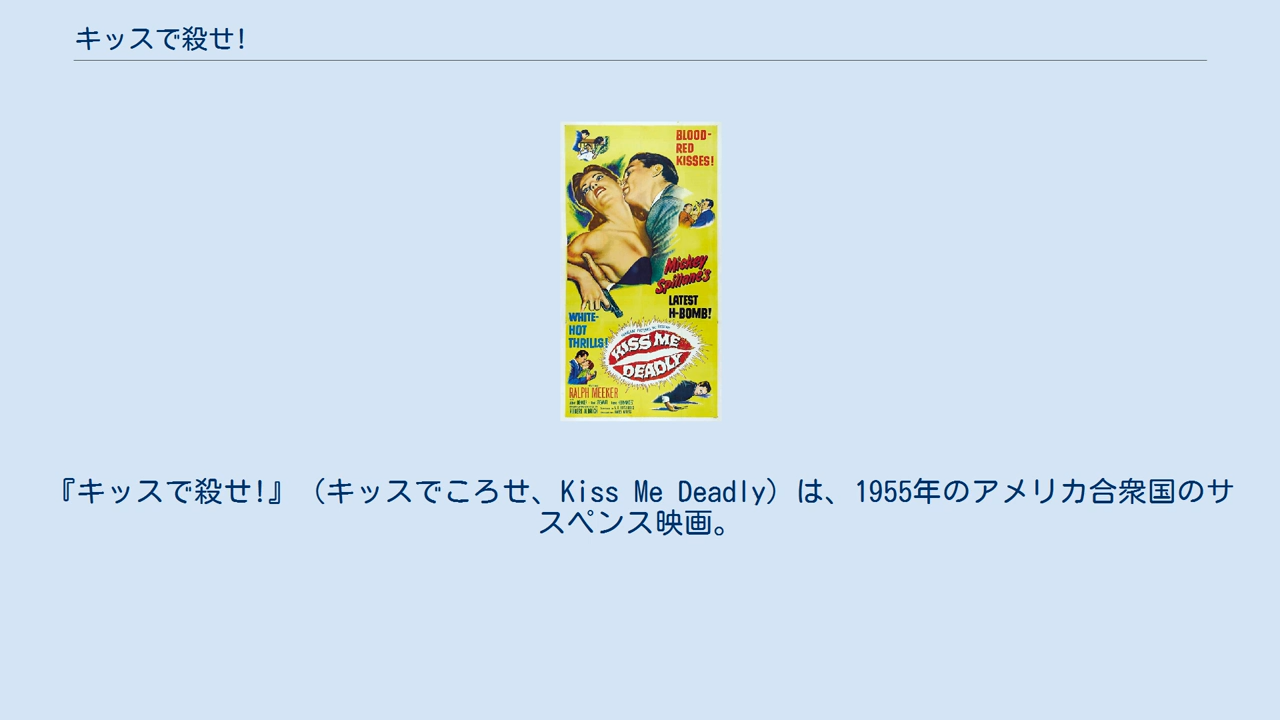 キッスで殺せ!
BLOOD-
RED
KISSES!
Mickey
Spillane's
LATEST
H-BOMB!
WHITE-
HOT
THRILLS!
KISS ME
DEADLY
RALPH MEEKER
『キッスで殺せ!』（キッスでころせ、Kiss Me Deadly）は、1955年のアメリカ合衆国のサ
スペンス映画。